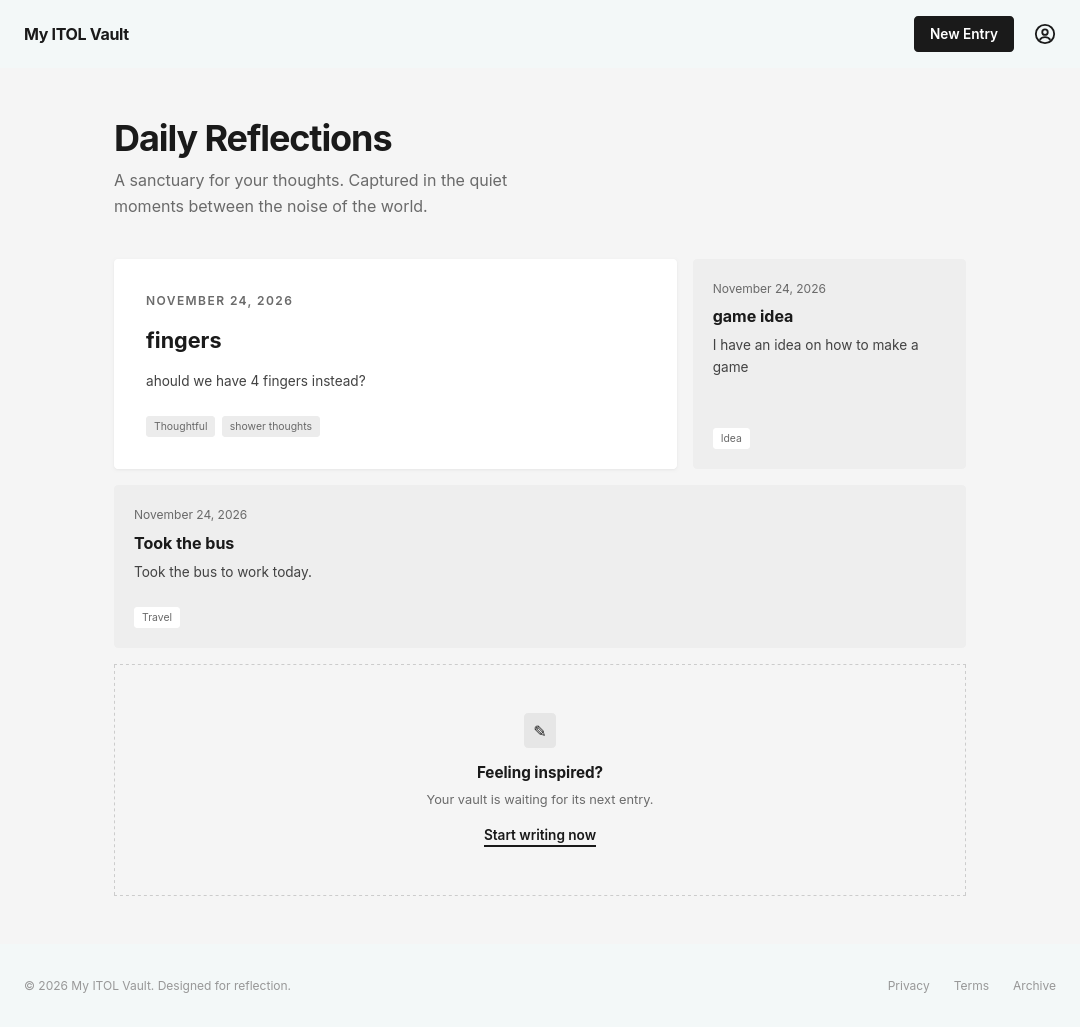 My ITOL Vault
New Entry
Daily Reflections
A sanctuary for your thoughts. Captured in the quiet
moments between the noise of the world.
NOVEMBER 24, 2026
fingers
ahould we have 4 fingers instead?
Thoughtful
shower thoughts
November 24, 2026
game idea
I have an idea on how to make a
game
Idea
November 24, 2026
Took the bus
Took the bus to work today.
Travel
Feeling inspired?
Your vault is waiting for its next entry.
Start writing now
© 2026 My ITOL Vault. Designed for reflection.
Privacy
Terms
Archive